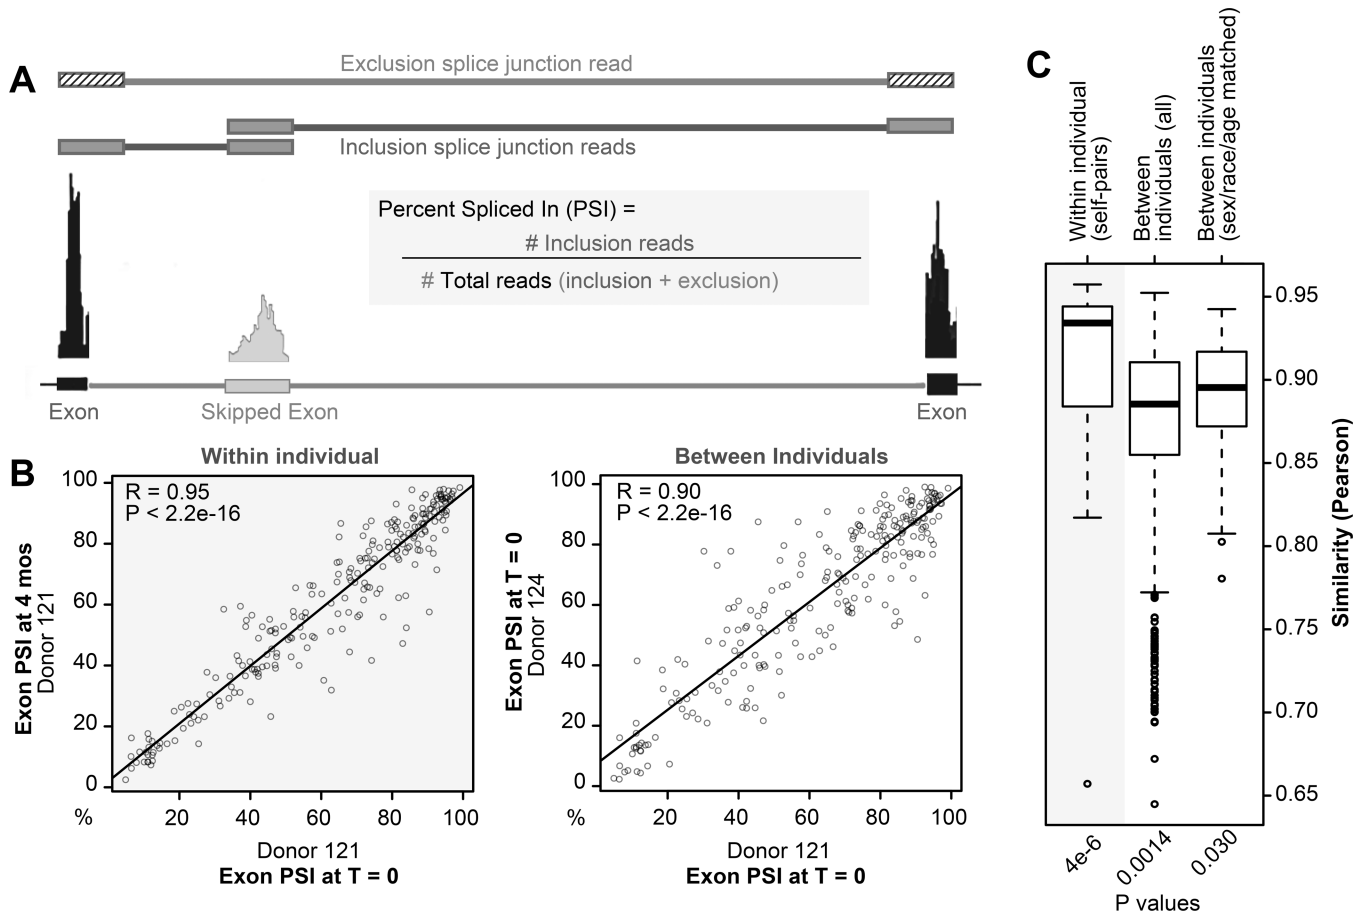 A
Exclusion splice junction read
Inclusion splice junction reads
Percent Spliced In (PSI) =
# Inclusion reads
# Total reads (inclusion + exclusion)
Exon
Skipped Exon
Exon
B
Within individual
R = 0.95
P < 2.2e-16
Exon PSI at 4 mos
Donor 121
100
80
60
40
20
0
%
20
40
60
80
100
Donor 121
Exon PSI at T = 0
Between Individuals
R = 0.90
P < 2.2e-16
Exon PSI at T = 0
Donor 124
100
80
60
40
20
0
%
20
40
60
80
100
Donor 121
Exon PSI at T = 0
C
Within individual
(self-pairs)
Between
individuals (all)
Between individuals
(sex/race/age matched)
0.95
0.90
0.85
0.80
0.75
0.70
0.65
Similarity (Pearson)
4e-6
0.0014
0.030
P values